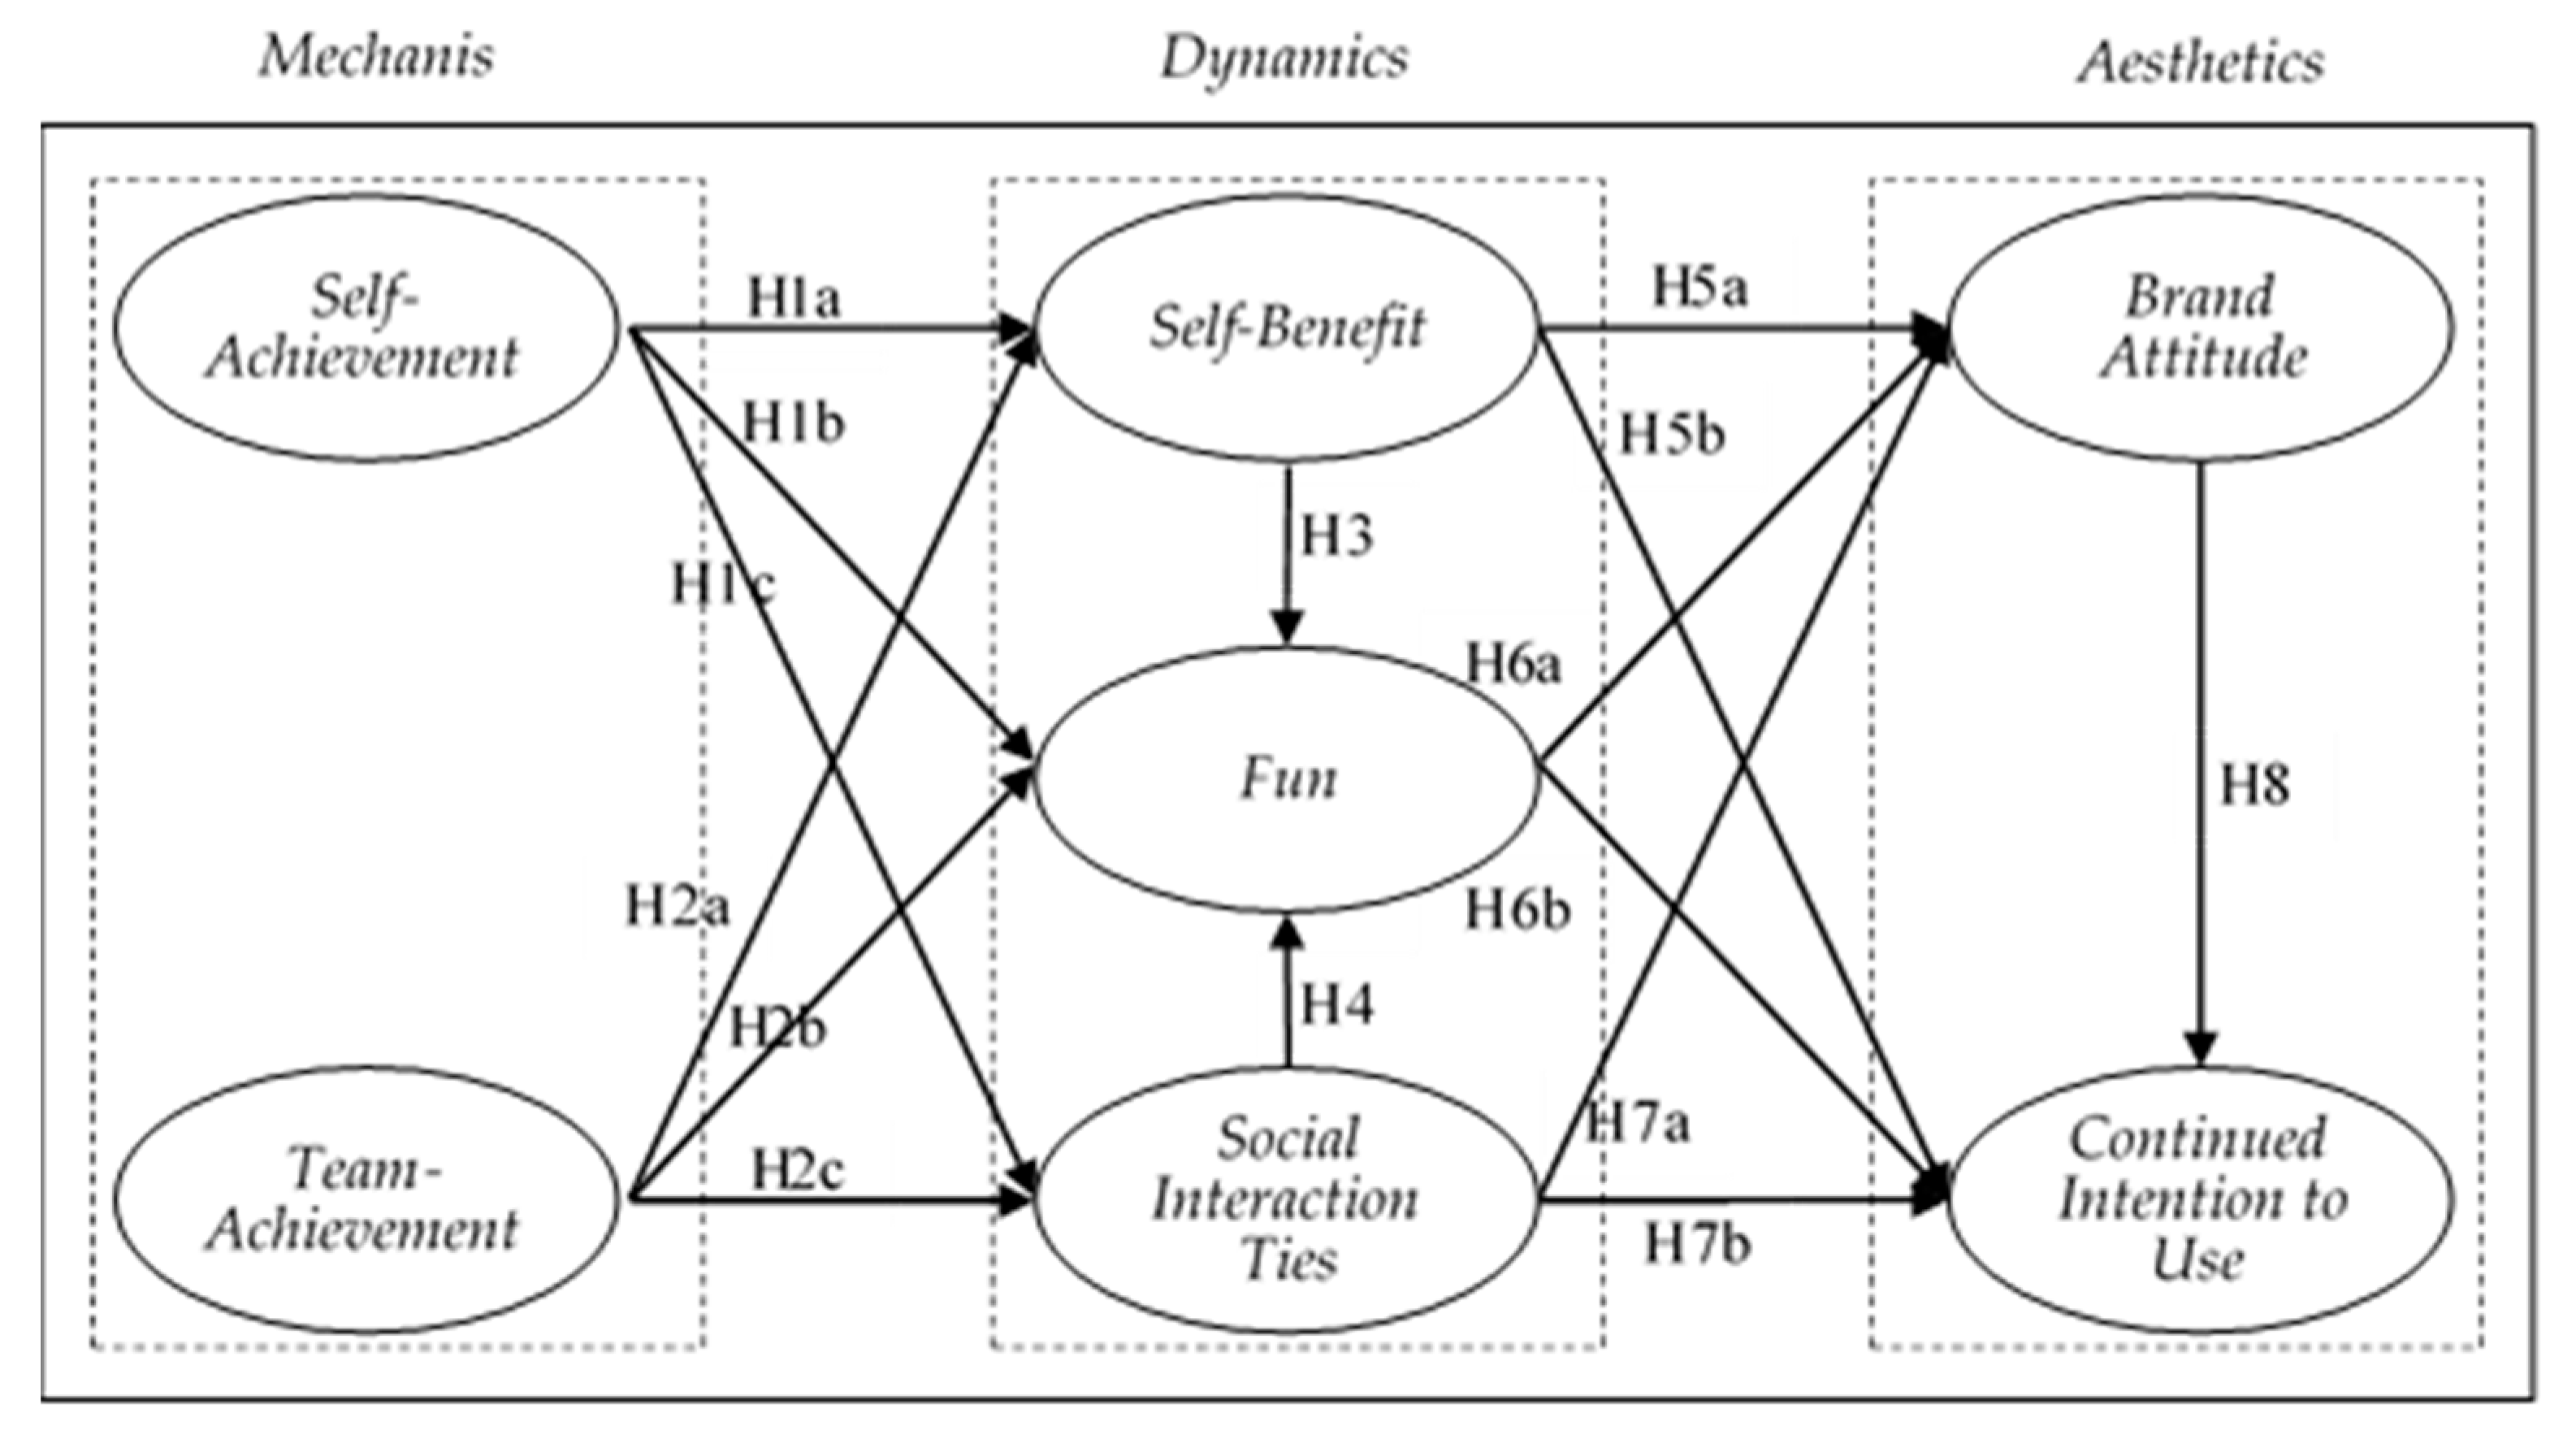 Mechanis
Dynamics
Aesthetics
Self-
Achievement
H1a
Self-Benefit
H5a
Brand
Attitude
H1b
H5b
H1c
H3
H6a
Fun
H8
H2a
H6b
H2b
H4
Team-
Achievement
H2c
Social
Interaction
Ties
H7a
H7b
Continued
Intention to
Use